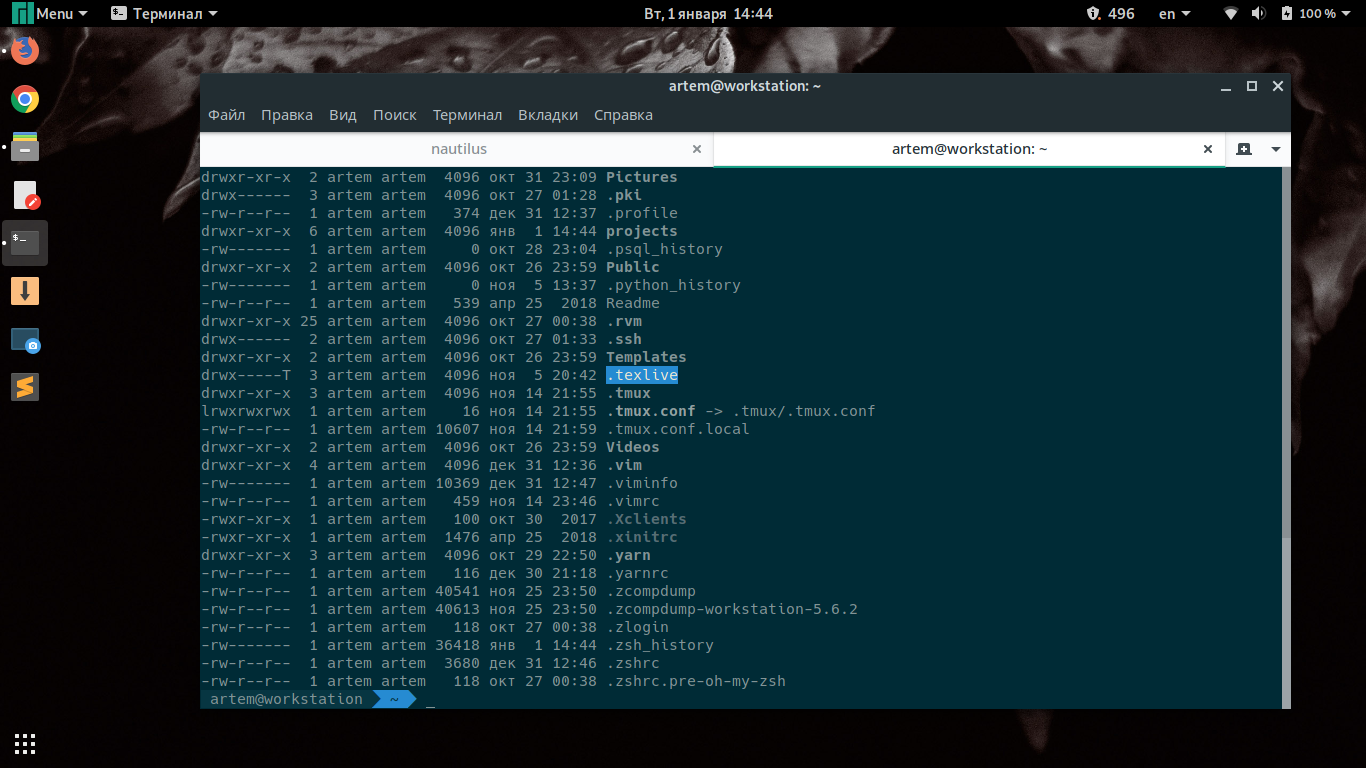 Menu Терминал Вт, 1 января 14:44 496 en 100 %
artem@workstation: ~
Файл Правка Вид Поиск Терминал Вкладки Справка
nautilus artem@workstation: ~
drwxr-xr-x 2 artem artem 4096 окт 31 23:09 Pictures
drwx------ 3 artem artem 4096 окт 27 01:28 .pki
-rw-r--r-- 1 artem artem 374 дек 31 12:37 .profile
drwxr-xr-x 6 artem artem 4096 янв 1 14:44 projects
-rw------- 1 artem artem 0 окт 28 23:04 .psql_history
drwxr-xr-x 2 artem artem 4096 окт 26 23:59 Public
-rw------- 1 artem artem 0 ноя 5 13:37 .python_history
-rw-r--r-- 1 artem artem 539 апр 25 2018 Readme
drwxr-xr-x 25 artem artem 4096 окт 27 00:38 .rvm
drwx------ 2 artem artem 4096 окт 27 01:33 .ssh
drwxr-xr-x 2 artem artem 4096 окт 26 23:59 Templates
drwx-----T 3 artem artem 4096 ноя 5 20:42 .texlive
drwxr-xr-x 3 artem artem 4096 ноя 14 21:55 .tmux
lrwxrwxrwx 1 artem artem 16 ноя 14 21:55 .tmux.conf -> .tmux/.tmux.conf
-rw-r--r-- 1 artem artem 10607 ноя 14 21:59 .tmux.conf.local
drwxr-xr-x 2 artem artem 4096 окт 26 23:59 Videos
drwxr-xr-x 4 artem artem 4096 дек 31 12:36 .vim
-rw------- 1 artem artem 10369 дек 31 12:47 .viminfo
-rw-r--r-- 1 artem artem 459 ноя 14 23:46 .vimrc
-rwxr-xr-x 1 artem artem 100 окт 30 2017 .Xclients
-rwxr-xr-x 1 artem artem 1476 апр 25 2018 .xinitrc
drwxr-xr-x 3 artem artem 4096 окт 29 22:50 .yarn
-rw-r--r-- 1 artem artem 116 дек 30 21:18 .yarnrc
-rw-r--r-- 1 artem artem 40541 ноя 25 23:50 .zcompdump
-rw-r--r-- 1 artem artem 40613 ноя 25 23:50 .zcompdump-workstation-5.6.2
-rw-r--r-- 1 artem artem 118 окт 27 00:38 .zlogin
-rw------- 1 artem artem 36418 янв 1 14:44 .zsh_history
-rw-r--r-- 1 artem artem 3680 дек 31 12:46 .zshrc
-rw-r--r-- 1 artem artem 118 окт 27 00:38 .zshrc.pre-oh-my-zsh
artem@workstation ~ _